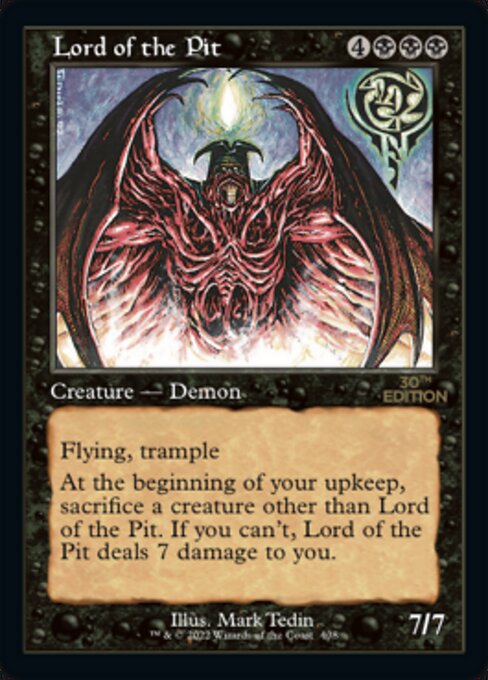 Lord of the Pit 4
Creature — Demon
30TH
EDITION
Flying, trample
At the beginning of your upkeep,
sacrifice a creature other than Lord
of the Pit. If you can't, Lord of the
Pit deals 7 damage to you.
Illus. Mark Tedin
™ & © 2022 Wizards of the Coast
7/7